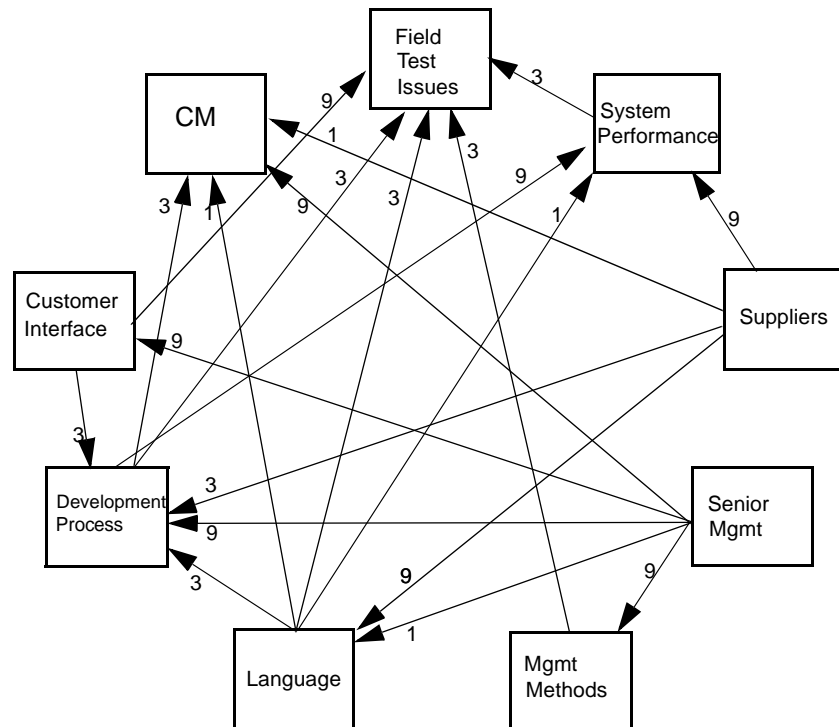 Field
Test
Issues
CM
System
Performance
3
9
1
3
3
9
3
3
1
9
1
9
Customer
Interface
Suppliers
9
3
Development
Process
3
Senior
Mgmt
9
9
9
3
1
Language
Mgmt
Methods